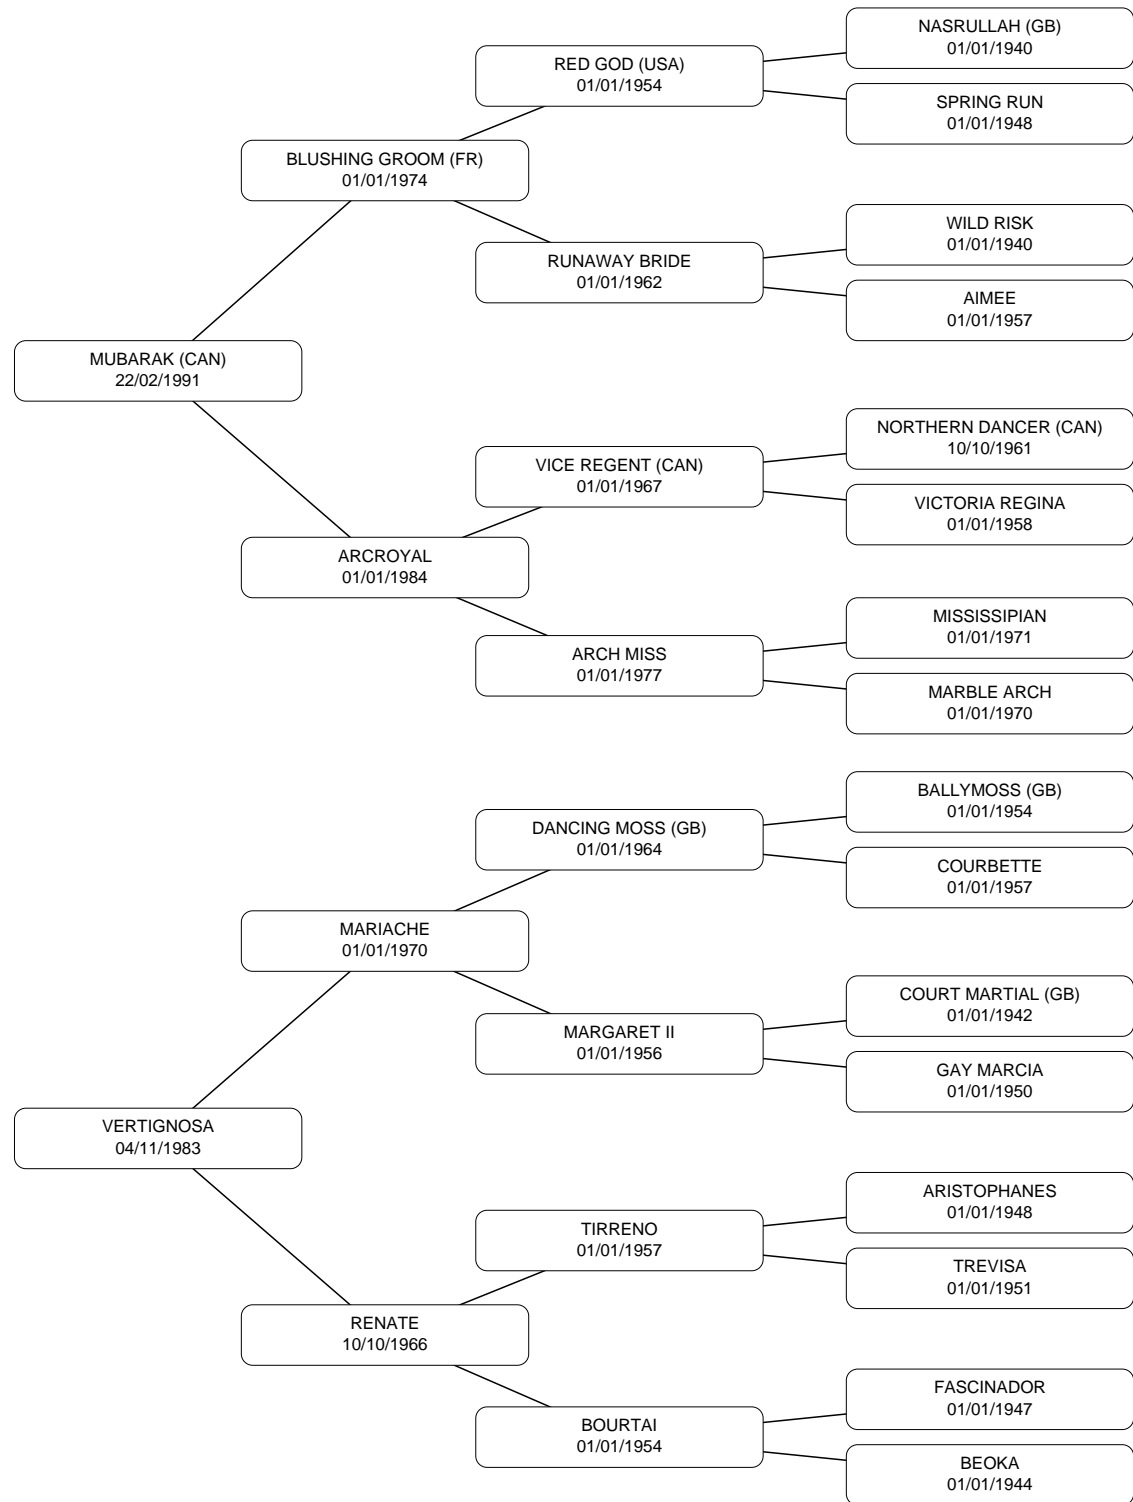 NASRULLAH (GB)
01/01/1940
RED GOD (USA)
01/01/1954
SPRING RUN
01/01/1948
BLUSHING GROOM (FR)
01/01/1974
WILD RISK
01/01/1940
RUNAWAY BRIDE
01/01/1962
AIMEE
01/01/1957
MUBARAK (CAN)
22/02/1991
NORTHERN DANCER (CAN)
10/10/1961
VICE REGENT (CAN)
01/01/1967
VICTORIA REGINA
01/01/1958
ARCROYAL
01/01/1984
MISSISSIPIAN
01/01/1971
ARCH MISS
01/01/1977
MARBLE ARCH
01/01/1970
BALLYMOSS (GB)
01/01/1954
DANCING MOSS (GB)
01/01/1964
COURBETTE
01/01/1957
MARIACHE
01/01/1970
COURT MARTIAL (GB)
01/01/1942
MARGARET II
01/01/1956
GAY MARCIA
01/01/1950
VERTIGNOSA
04/11/1983
ARISTOPHANES
01/01/1948
TIRRENO
01/01/1957
TREVISA
01/01/1951
RENATE
10/10/1966
FASCINADOR
01/01/1947
BOURTAI
01/01/1954
BEOKA
01/01/1944